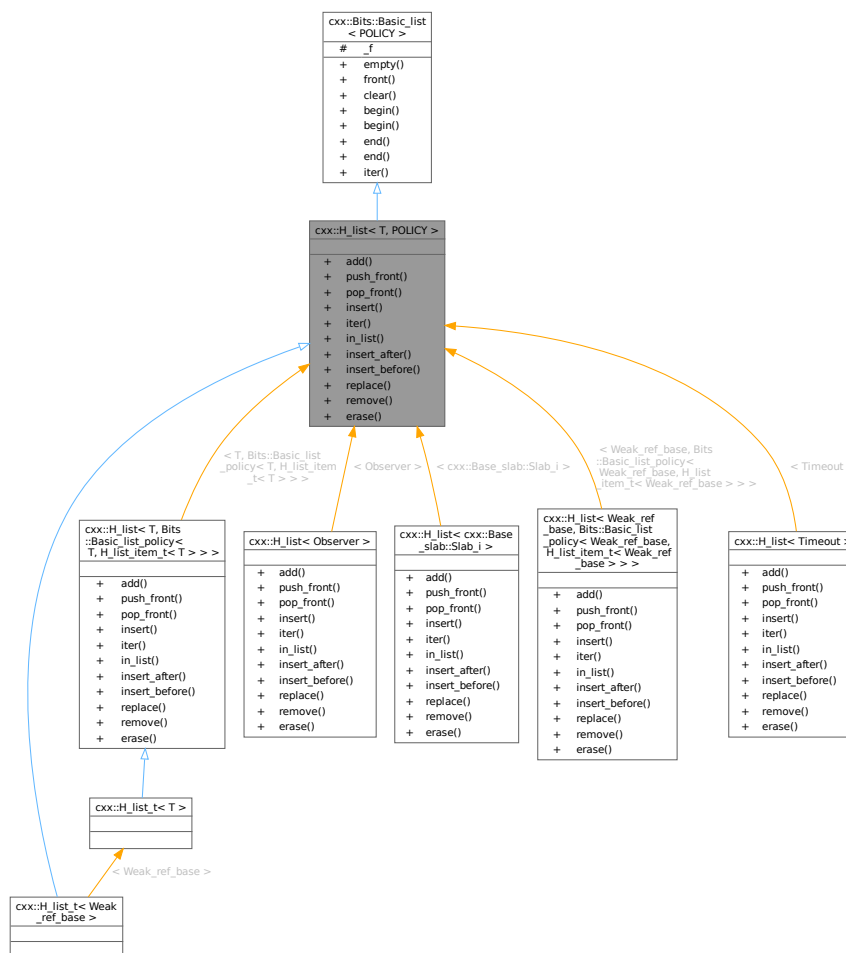 cxx::Bits::Basic_list
< POLICY >
# _f
+ empty()
+ front()
+ clear()
+ begin()
+ begin()
+ end()
+ end()
+ iter()
cxx::H_list< T, POLICY >
+ add()
+ push_front()
+ pop_front()
+ insert()
+ iter()
+ in_list()
+ insert_after()
+ insert_before()
+ replace()
+ remove()
+ erase()
< T, Bits::Basic_list
_policy< T, H_list_item
_t< T > > >
< Observer >
< cxx::Base_slab::Slab_i >
< Weak_ref_base, Bits
::Basic_list_policy<
Weak_ref_base, H_list
_item_t< Weak_ref_base > > >
< Timeout >
cxx::H_list< T, Bits
::Basic_list_policy<
T, H_list_item_t< T > > >
+ add()
+ push_front()
+ pop_front()
+ insert()
+ iter()
+ in_list()
+ insert_after()
+ insert_before()
+ replace()
+ remove()
+ erase()
cxx::H_list< Observer >
+ add()
+ push_front()
+ pop_front()
+ insert()
+ iter()
+ in_list()
+ insert_after()
+ insert_before()
+ replace()
+ remove()
+ erase()
cxx::H_list< cxx::Base
_slab::Slab_i >
+ add()
+ push_front()
+ pop_front()
+ insert()
+ iter()
+ in_list()
+ insert_after()
+ insert_before()
+ replace()
+ remove()
+ erase()
cxx::H_list< Weak_ref
_base, Bits::Basic_list
_policy< Weak_ref_base,
H_list_item_t< Weak_ref
_base > > >
+ add()
+ push_front()
+ pop_front()
+ insert()
+ iter()
+ in_list()
+ insert_after()
+ insert_before()
+ replace()
+ remove()
+ erase()
cxx::H_list< Timeout >
+ add()
+ push_front()
+ pop_front()
+ insert()
+ iter()
+ in_list()
+ insert_after()
+ insert_before()
+ replace()
+ remove()
+ erase()
cxx::H_list_t< T >
< Weak_ref_base >
cxx::H_list_t< Weak
_ref_base >